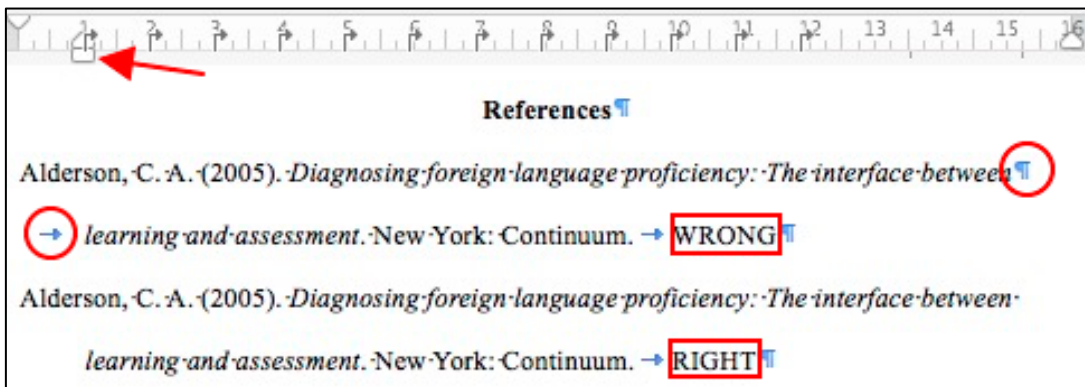 1 2 3 4 5 6 7 8 9 10 11 12 13 14 15 16
References¶
Alderson, C. A. (2005). Diagnosing foreign language proficiency: The interface between¶
→ learning and assessment. New York: Continuum. → WRONG¶
Alderson, C. A. (2005). Diagnosing foreign language proficiency: The interface between
learning and assessment. New York: Continuum. → RIGHT¶